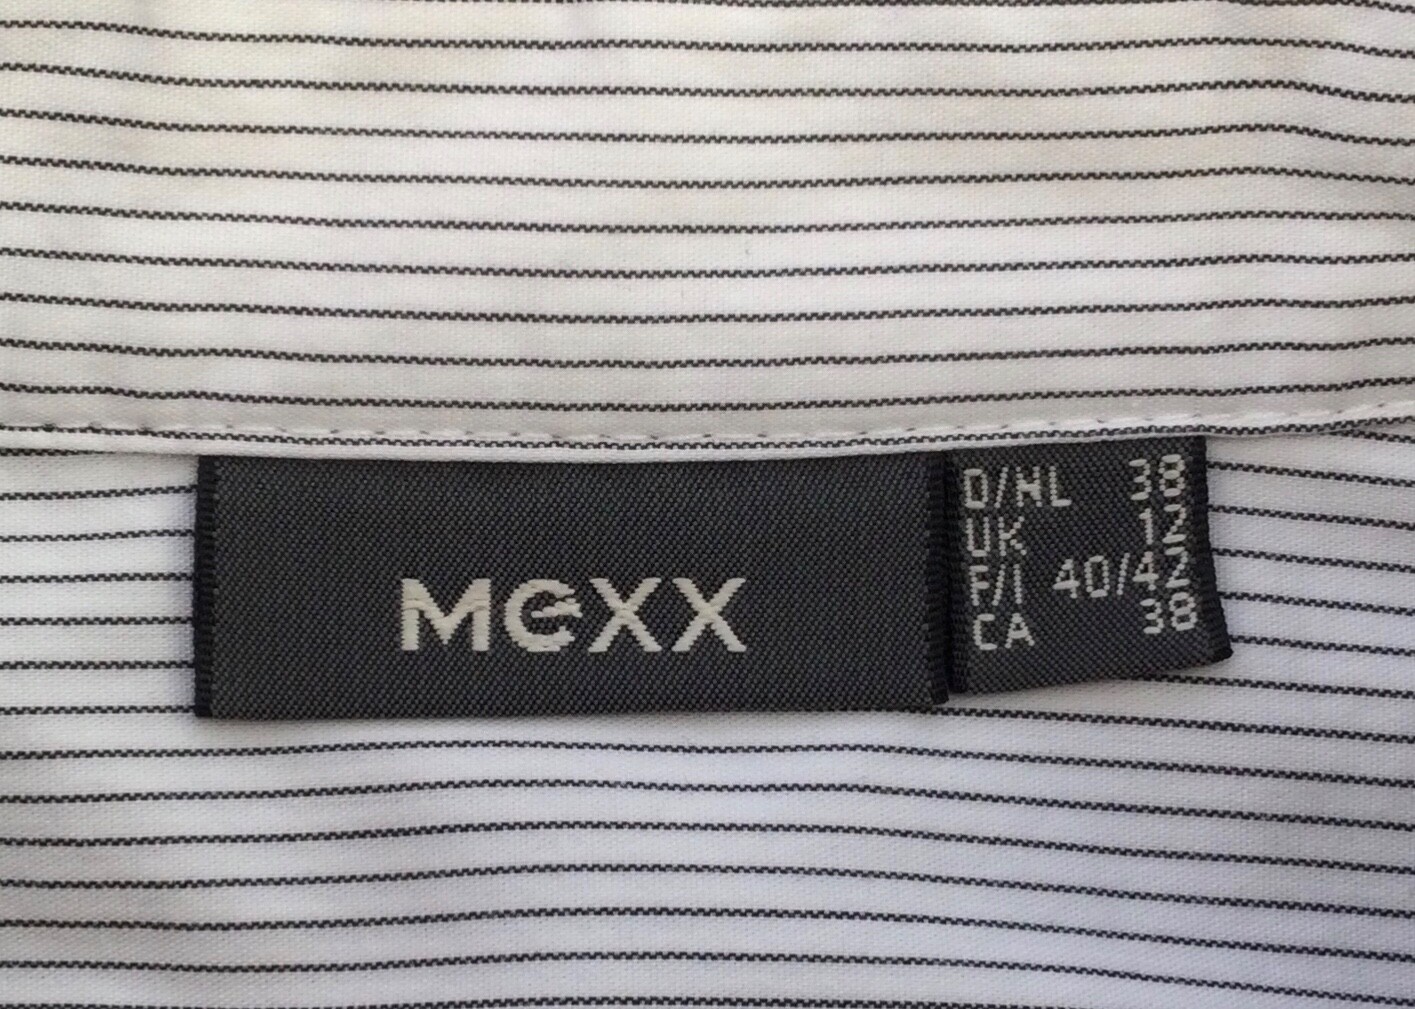 MeXX
D/NL 38
UK 12
F/I 40/42
CA 38